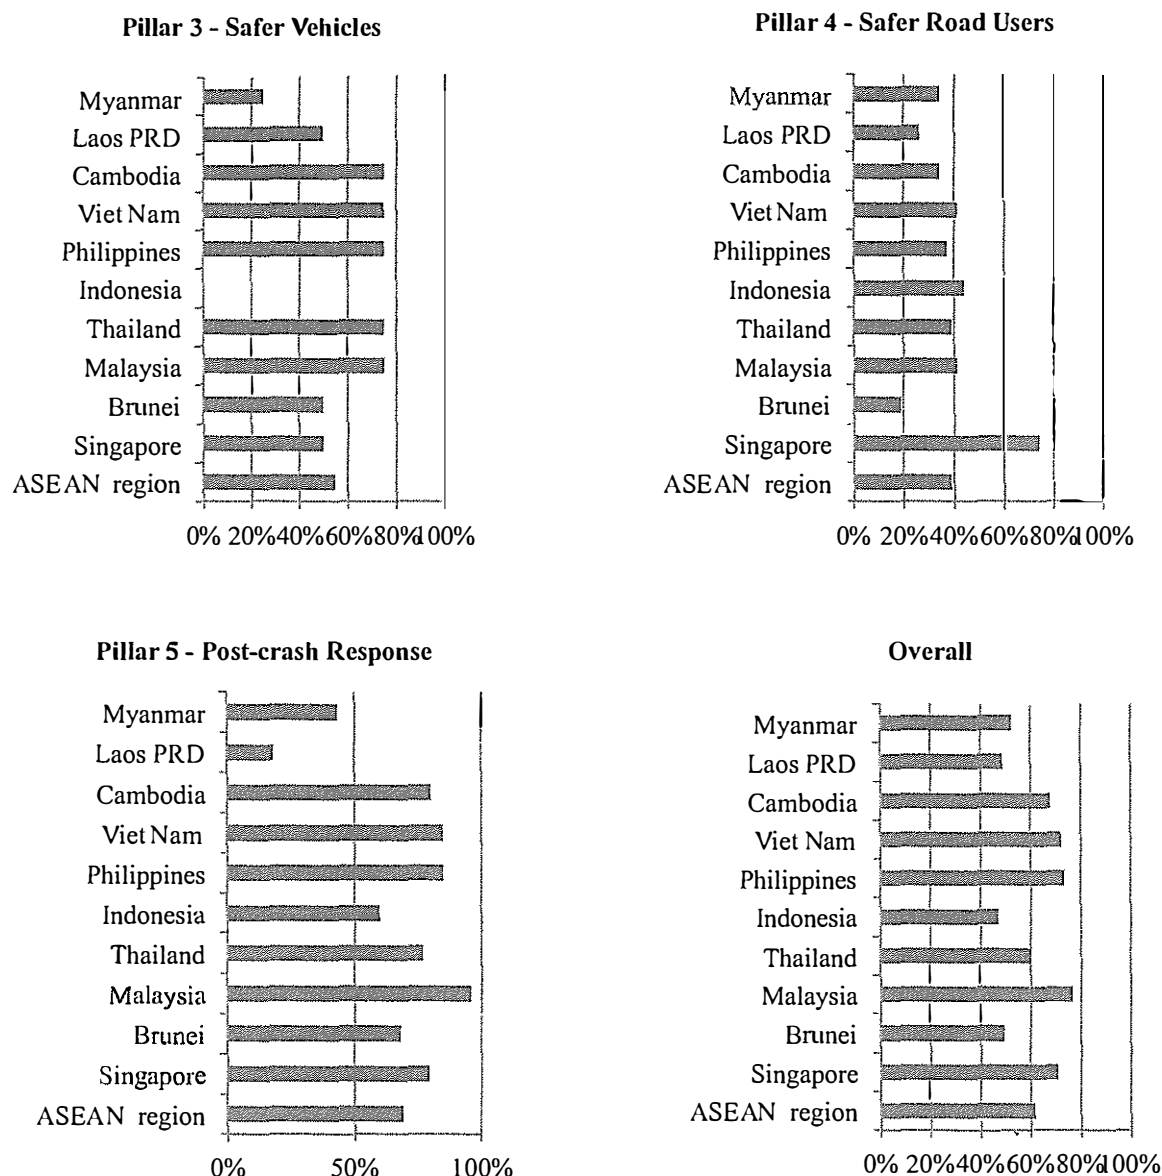 Pillar 3 - Safer Vehicles
Myanmar
Laos PRD
Cambodia
Viet Nam
Philippines
Indonesia
Thailand
Malaysia
Brunei
Singapore
ASEAN region
0% 20%40%60%80%100%
Pillar 4 - Safer Road Users
Myanmar
Laos PRD
Cambodia
Viet Nam
Philippines
Indonesia
Thailand
Malaysia
Brunei
Singapore
ASEAN region
0% 20%40%60%80%100%
Pillar 5 - Post-crash Response
Myanmar
Laos PRD
Cambodia
Viet Nam
Philippines
Indonesia
Thailand
Malaysia
Brunei
Singapore
ASEAN region
0% 50% 100%
Overall
Myanmar
Laos PRD
Cambodia
Viet Nam
Philippines
Indonesia
Thailand
Malaysia
Brunei
Singapore
ASEAN region
0% 20%40%60%80%100%